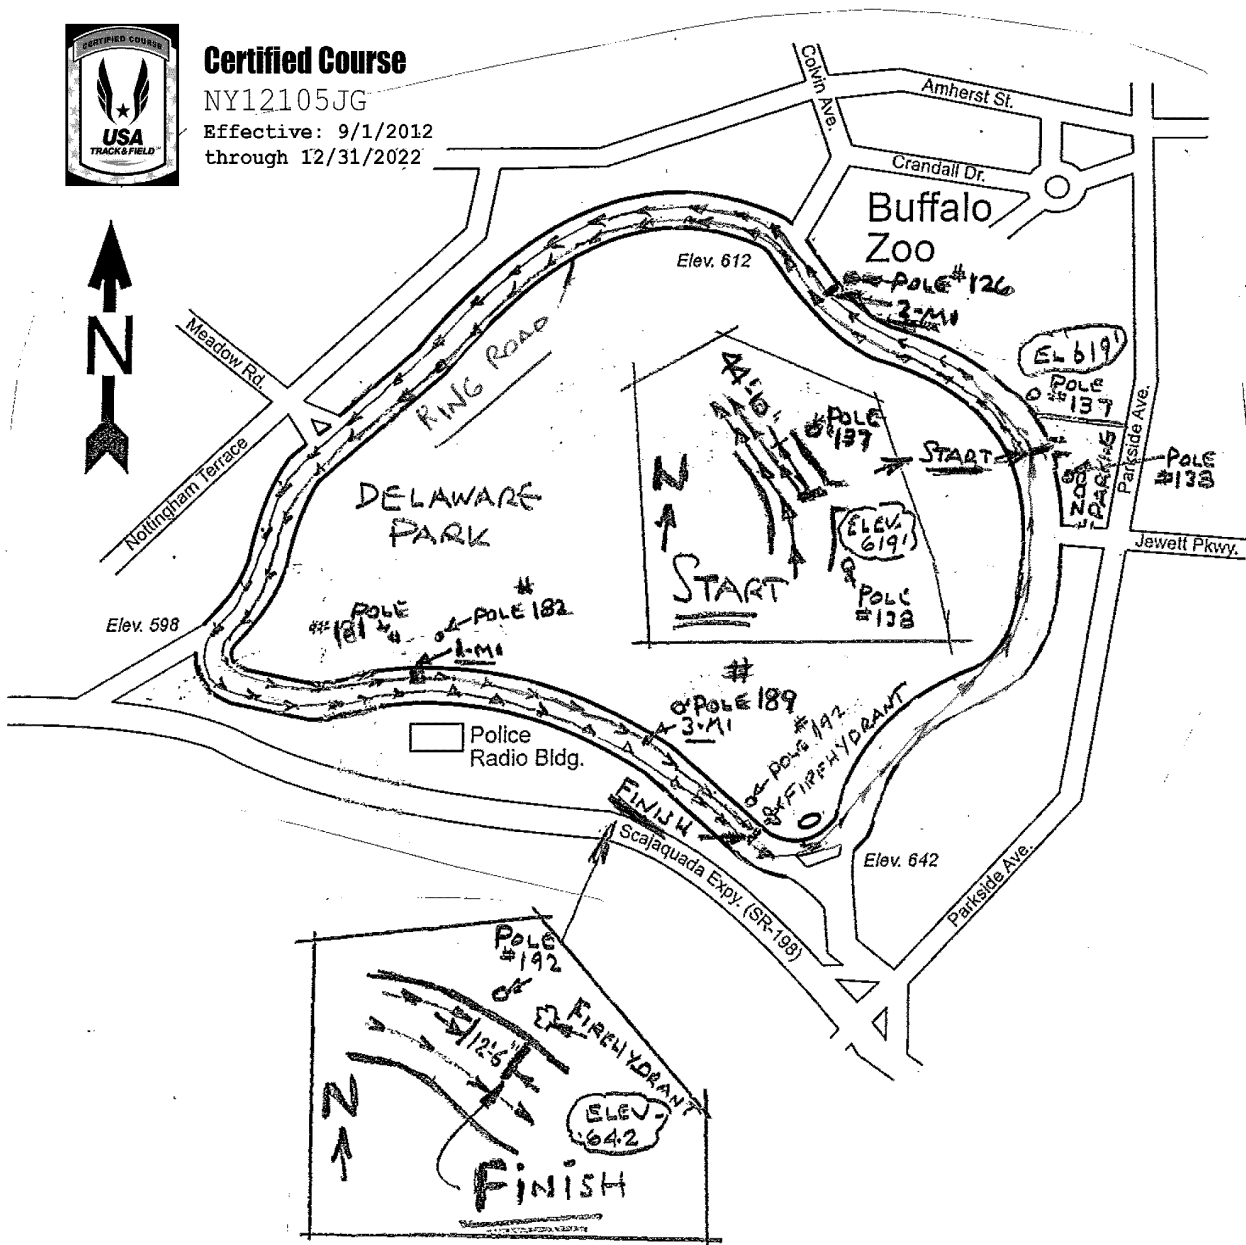 CERTIFIED COURSE
USA
TRACK & FIELD
Certified Course
NY12105JG
Effective: 9/1/2012
through 12/31/2022
N
Colvin Ave.
Amherst St.
Crandall Dr.
Buffalo
Zoo
Elev. 612
POLE #126
2-MI
EL 619'
POLE
#137
Meadow Rd.
RING ROAD
Parkside Ave.
POLE
#137
START
NO
PARKING
POLE
#138
Nottingham Terrace
DELAWARE
PARK
N
ELEV.
619'
START
POLE
#138
Jewett Pkwy.
Elev. 598
POLE
#181
POLE #182
1-MI
#
POLE 189
3-MI
POLE #192
FIREHYDRANT
Police
Radio Bldg.
FINISH
Scajaquada Expy. (SR-198)
Elev. 642
Parkside Ave.
POLE
#192
FIREHYDRANT
12'-6"
N
ELEV-
642
FINISH